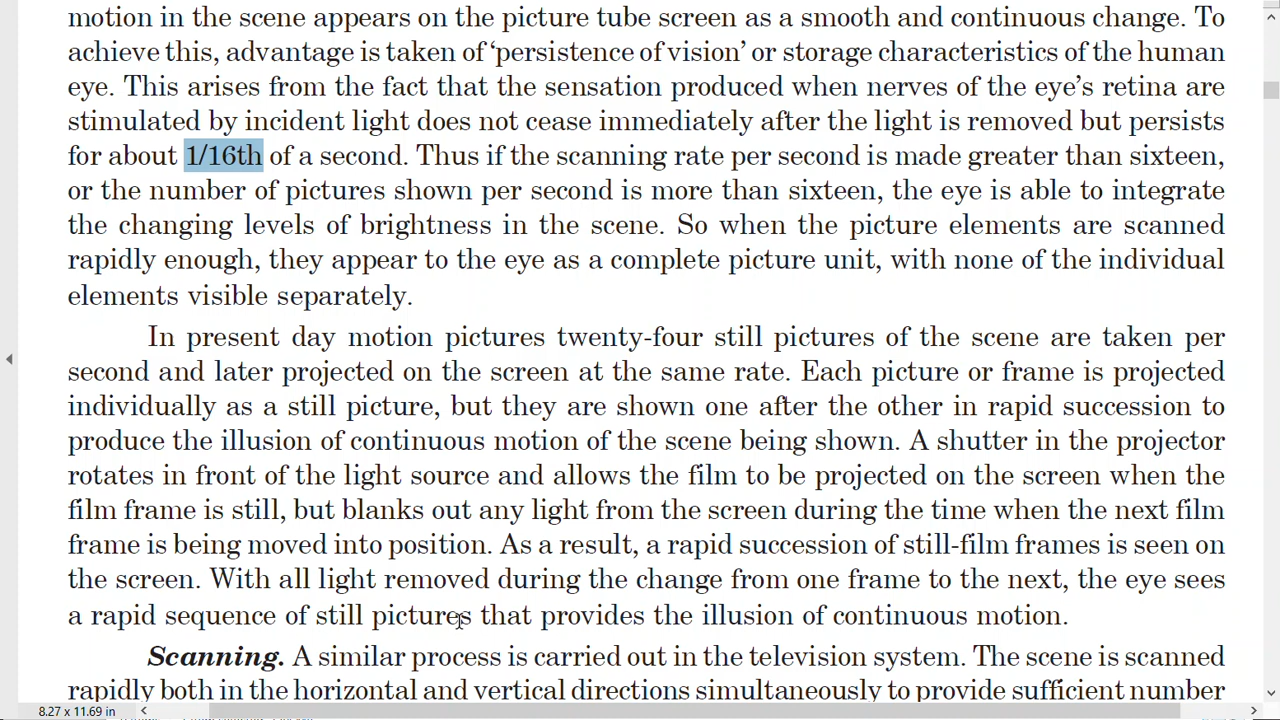 motion in the scene appears on the picture tube screen as a smooth and continuous change. To
achieve this, advantage is taken of ‘persistence of vision’ or storage characteristics of the human
eye. This arises from the fact that the sensation produced when nerves of the eye’s retina are
stimulated by incident light does not cease immediately after the light is removed but persists
for about 1/16th of a second. Thus if the scanning rate per second is made greater than sixteen,
or the number of pictures shown per second is more than sixteen, the eye is able to integrate
the changing levels of brightness in the scene. So when the picture elements are scanned
rapidly enough, they appear to the eye as a complete picture unit, with none of the individual
elements visible separately.
In present day motion pictures twenty-four still pictures of the scene are taken per
second and later projected on the screen at the same rate. Each picture or frame is projected
individually as a still picture, but they are shown one after the other in rapid succession to
produce the illusion of continuous motion of the scene being shown. A shutter in the projector
rotates in front of the light source and allows the film to be projected on the screen when the
film frame is still, but blanks out any light from the screen during the time when the next film
frame is being moved into position. As a result, a rapid succession of still-film frames is seen on
the screen. With all light removed during the change from one frame to the next, the eye sees
a rapid sequence of still pictures that provides the illusion of continuous motion.
Scanning. A similar process is carried out in the television system. The scene is scanned
rapidly both in the horizontal and vertical directions simultaneously to provide sufficient number
8.27 x 11.69 in